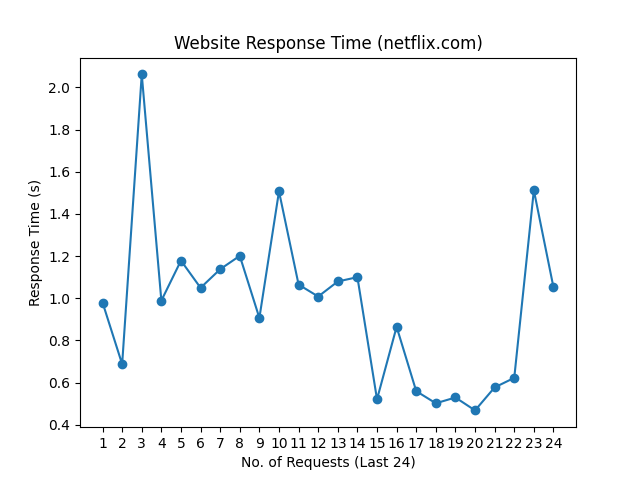 Website Response Time (netflix.com)
Response Time (s)
2.0
1.8
1.6
1.4
1.2
1.0
0.8
0.6
0.4
1 2 3 4 5 6 7 8 9 10 11 12 13 14 15 16 17 18 19 20 21 22 23 24
No. of Requests (Last 24)